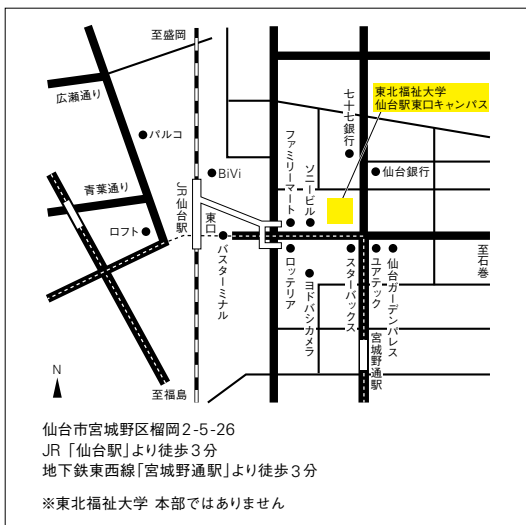 至盛岡
広瀬通り
パルコ
BiVi
青葉通り
ロフト
JR仙台駅
東口
バスターミナル
ファミリーマート
ソニービル
七十七銀行
東北福祉大学
仙台駅東口キャンパス
仙台銀行
ロッテリア
ヨドバシカメラ
スターバックス
ユアテック
仙台ガーデンパレス
至石巻
宮城野通駅
N
至福島
仙台市宮城野区榴岡2-5-26
JR「仙台駅」より徒歩3分
地下鉄東西線「宮城野通駅」より徒歩3分
※東北福祉大学 本部ではありません